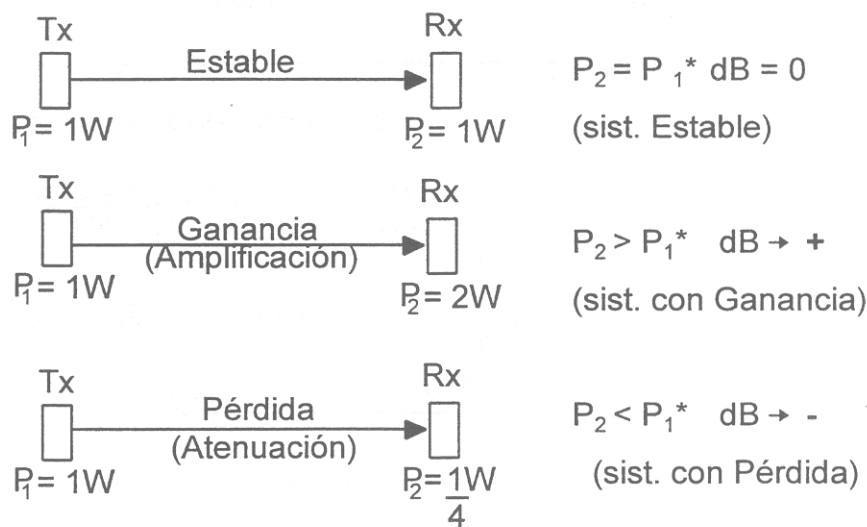 Tx Rx
Estable P₂ = P ₁* dB = 0
P₁= 1W P₂= 1W (sist. Estable)
Tx Rx
Ganancia P₂ > P₁* dB → +
(Amplificación)
P₁= 1W P₂= 2W (sist. con Ganancia)
Tx Rx
Pérdida P₂ < P₁* dB → -
(Atenuación) (sist. con Pérdida)
P₁= 1W P₂= 1W
4